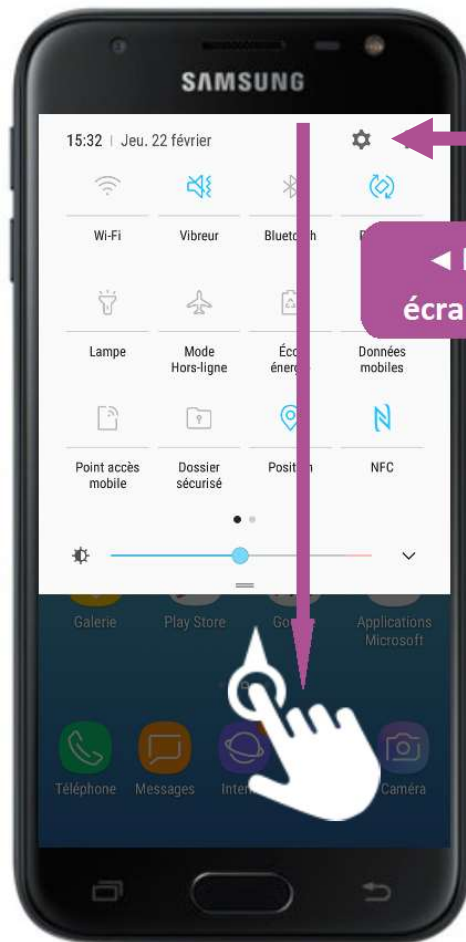 SAMSUNG
15:32 | Jeu. 22 février
Wi-Fi Vibreur
Lampe Mode Hors-ligne Données mobiles
Point accès mobile Dossier sécurisé NFC
Galerie Play Store Applications Microsoft
Téléphone Messages Caméra